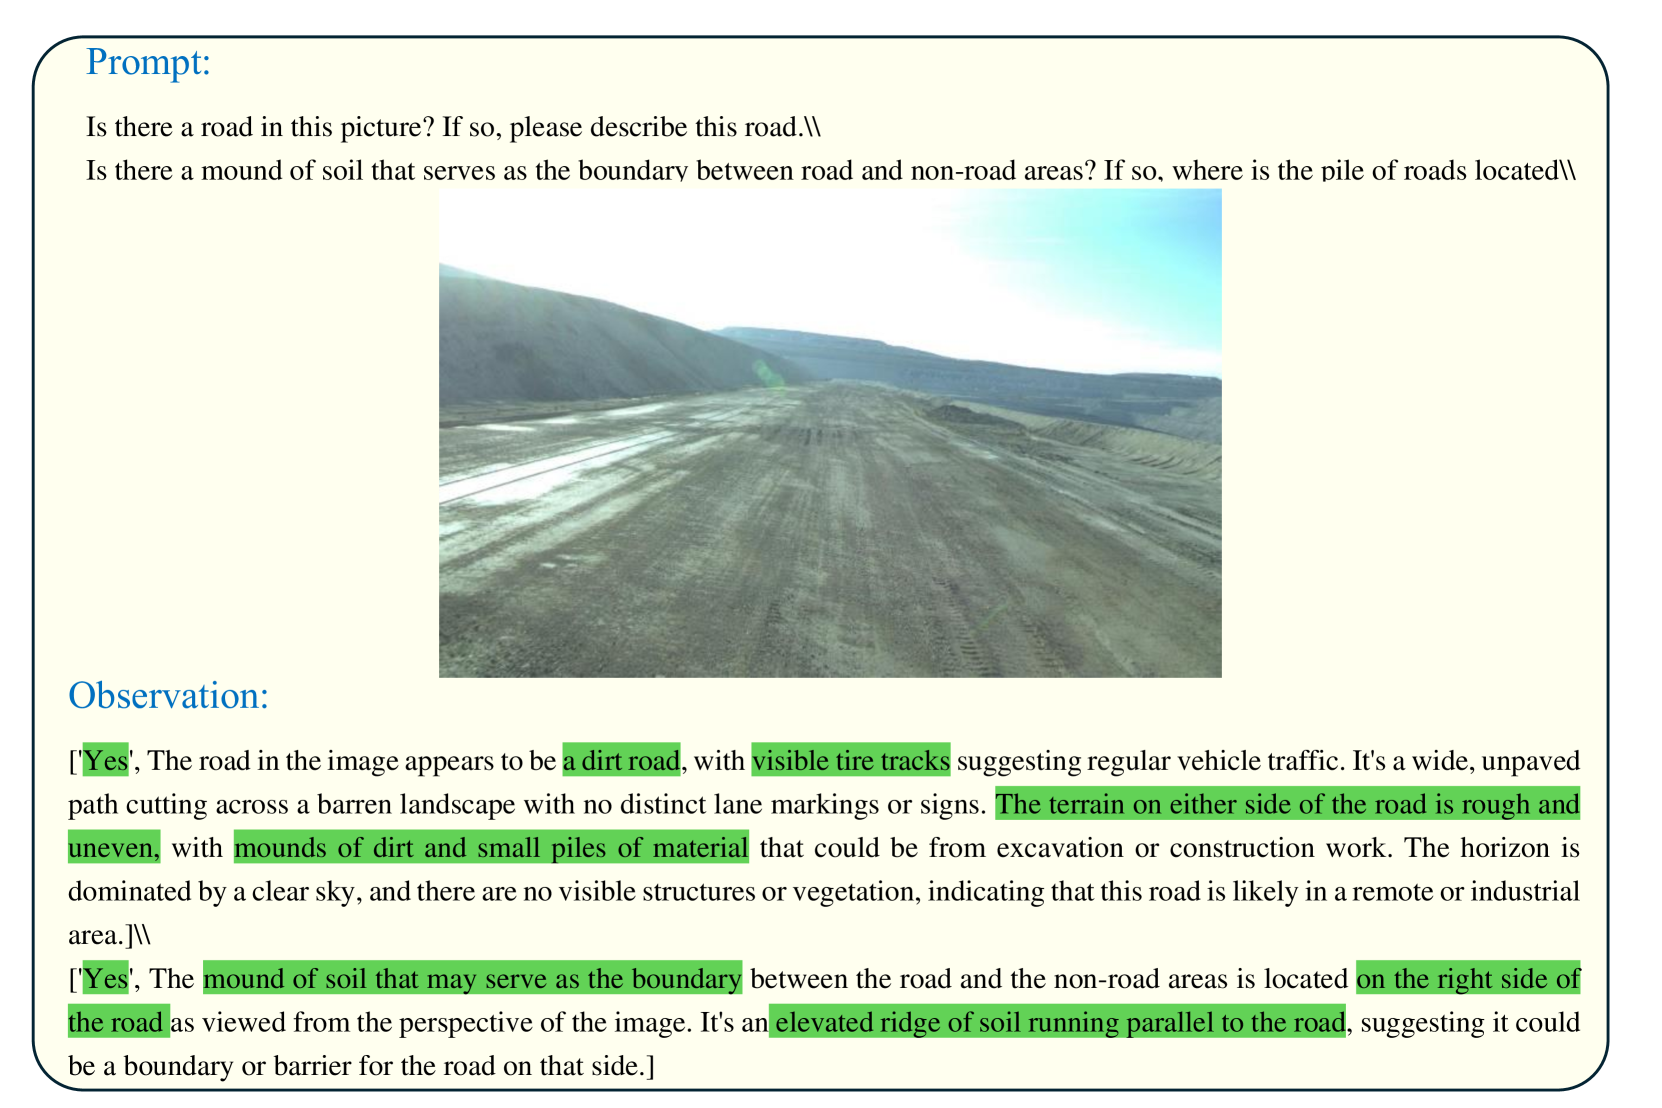 Prompt:
Is there a road in this picture? If so, please describe this road.\\
Is there a mound of soil that serves as the boundary between road and non-road areas? If so, where is the pile of roads located\\
Observation:
['Yes', The road in the image appears to be a dirt road, with visible tire tracks suggesting regular vehicle traffic. It's a wide, unpaved
path cutting across a barren landscape with no distinct lane markings or signs. The terrain on either side of the road is rough and
uneven, with mounds of dirt and small piles of material that could be from excavation or construction work. The horizon is
dominated by a clear sky, and there are no visible structures or vegetation, indicating that this road is likely in a remote or industrial
area.]\\
['Yes', The mound of soil that may serve as the boundary between the road and the non-road areas is located on the right side of
the road as viewed from the perspective of the image. It's an elevated ridge of soil running parallel to the road, suggesting it could
be a boundary or barrier for the road on that side.]